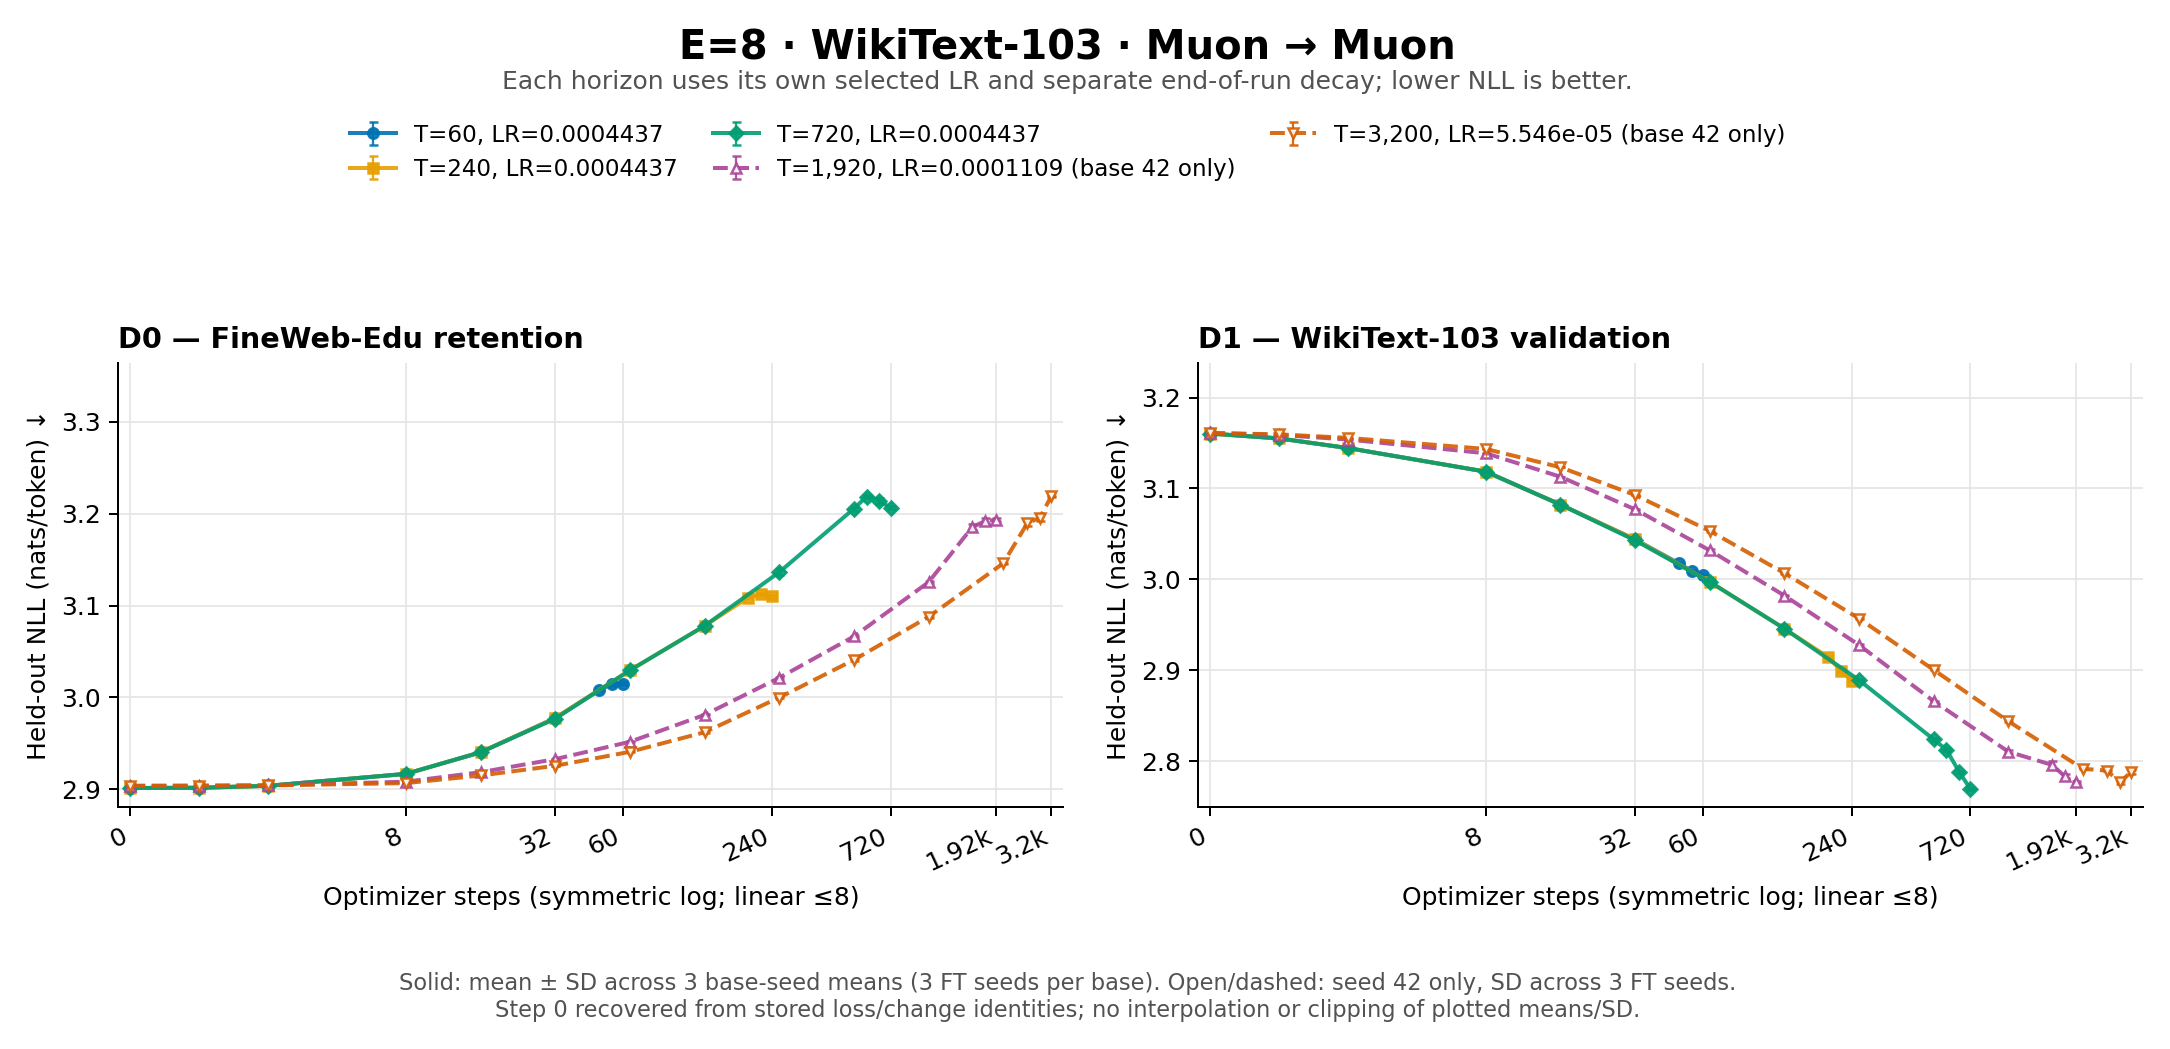 E=8 · WikiText-103 · Muon → Muon
Each horizon uses its own selected LR and separate end-of-run decay; lower NLL is better.
T=60, LR=0.0004437
T=240, LR=0.0004437
T=720, LR=0.0004437
T=1,920, LR=0.0001109 (base 42 only)
T=3,200, LR=5.546e-05 (base 42 only)
D0 — FineWeb-Edu retention
Held-out NLL (nats/token) ↓
3.3
3.2
3.1
3.0
2.9
0
8
32
60
240
720
1.92k
3.2k
Optimizer steps (symmetric log; linear ≤8)
D1 — WikiText-103 validation
Held-out NLL (nats/token) ↓
3.2
3.1
3.0
2.9
2.8
0
8
32
60
240
720
1.92k
3.2k
Optimizer steps (symmetric log; linear ≤8)
Solid: mean ± SD across 3 base-seed means (3 FT seeds per base). Open/dashed: seed 42 only, SD across 3 FT seeds.
Step 0 recovered from stored loss/change identities; no interpolation or clipping of plotted means/SD.